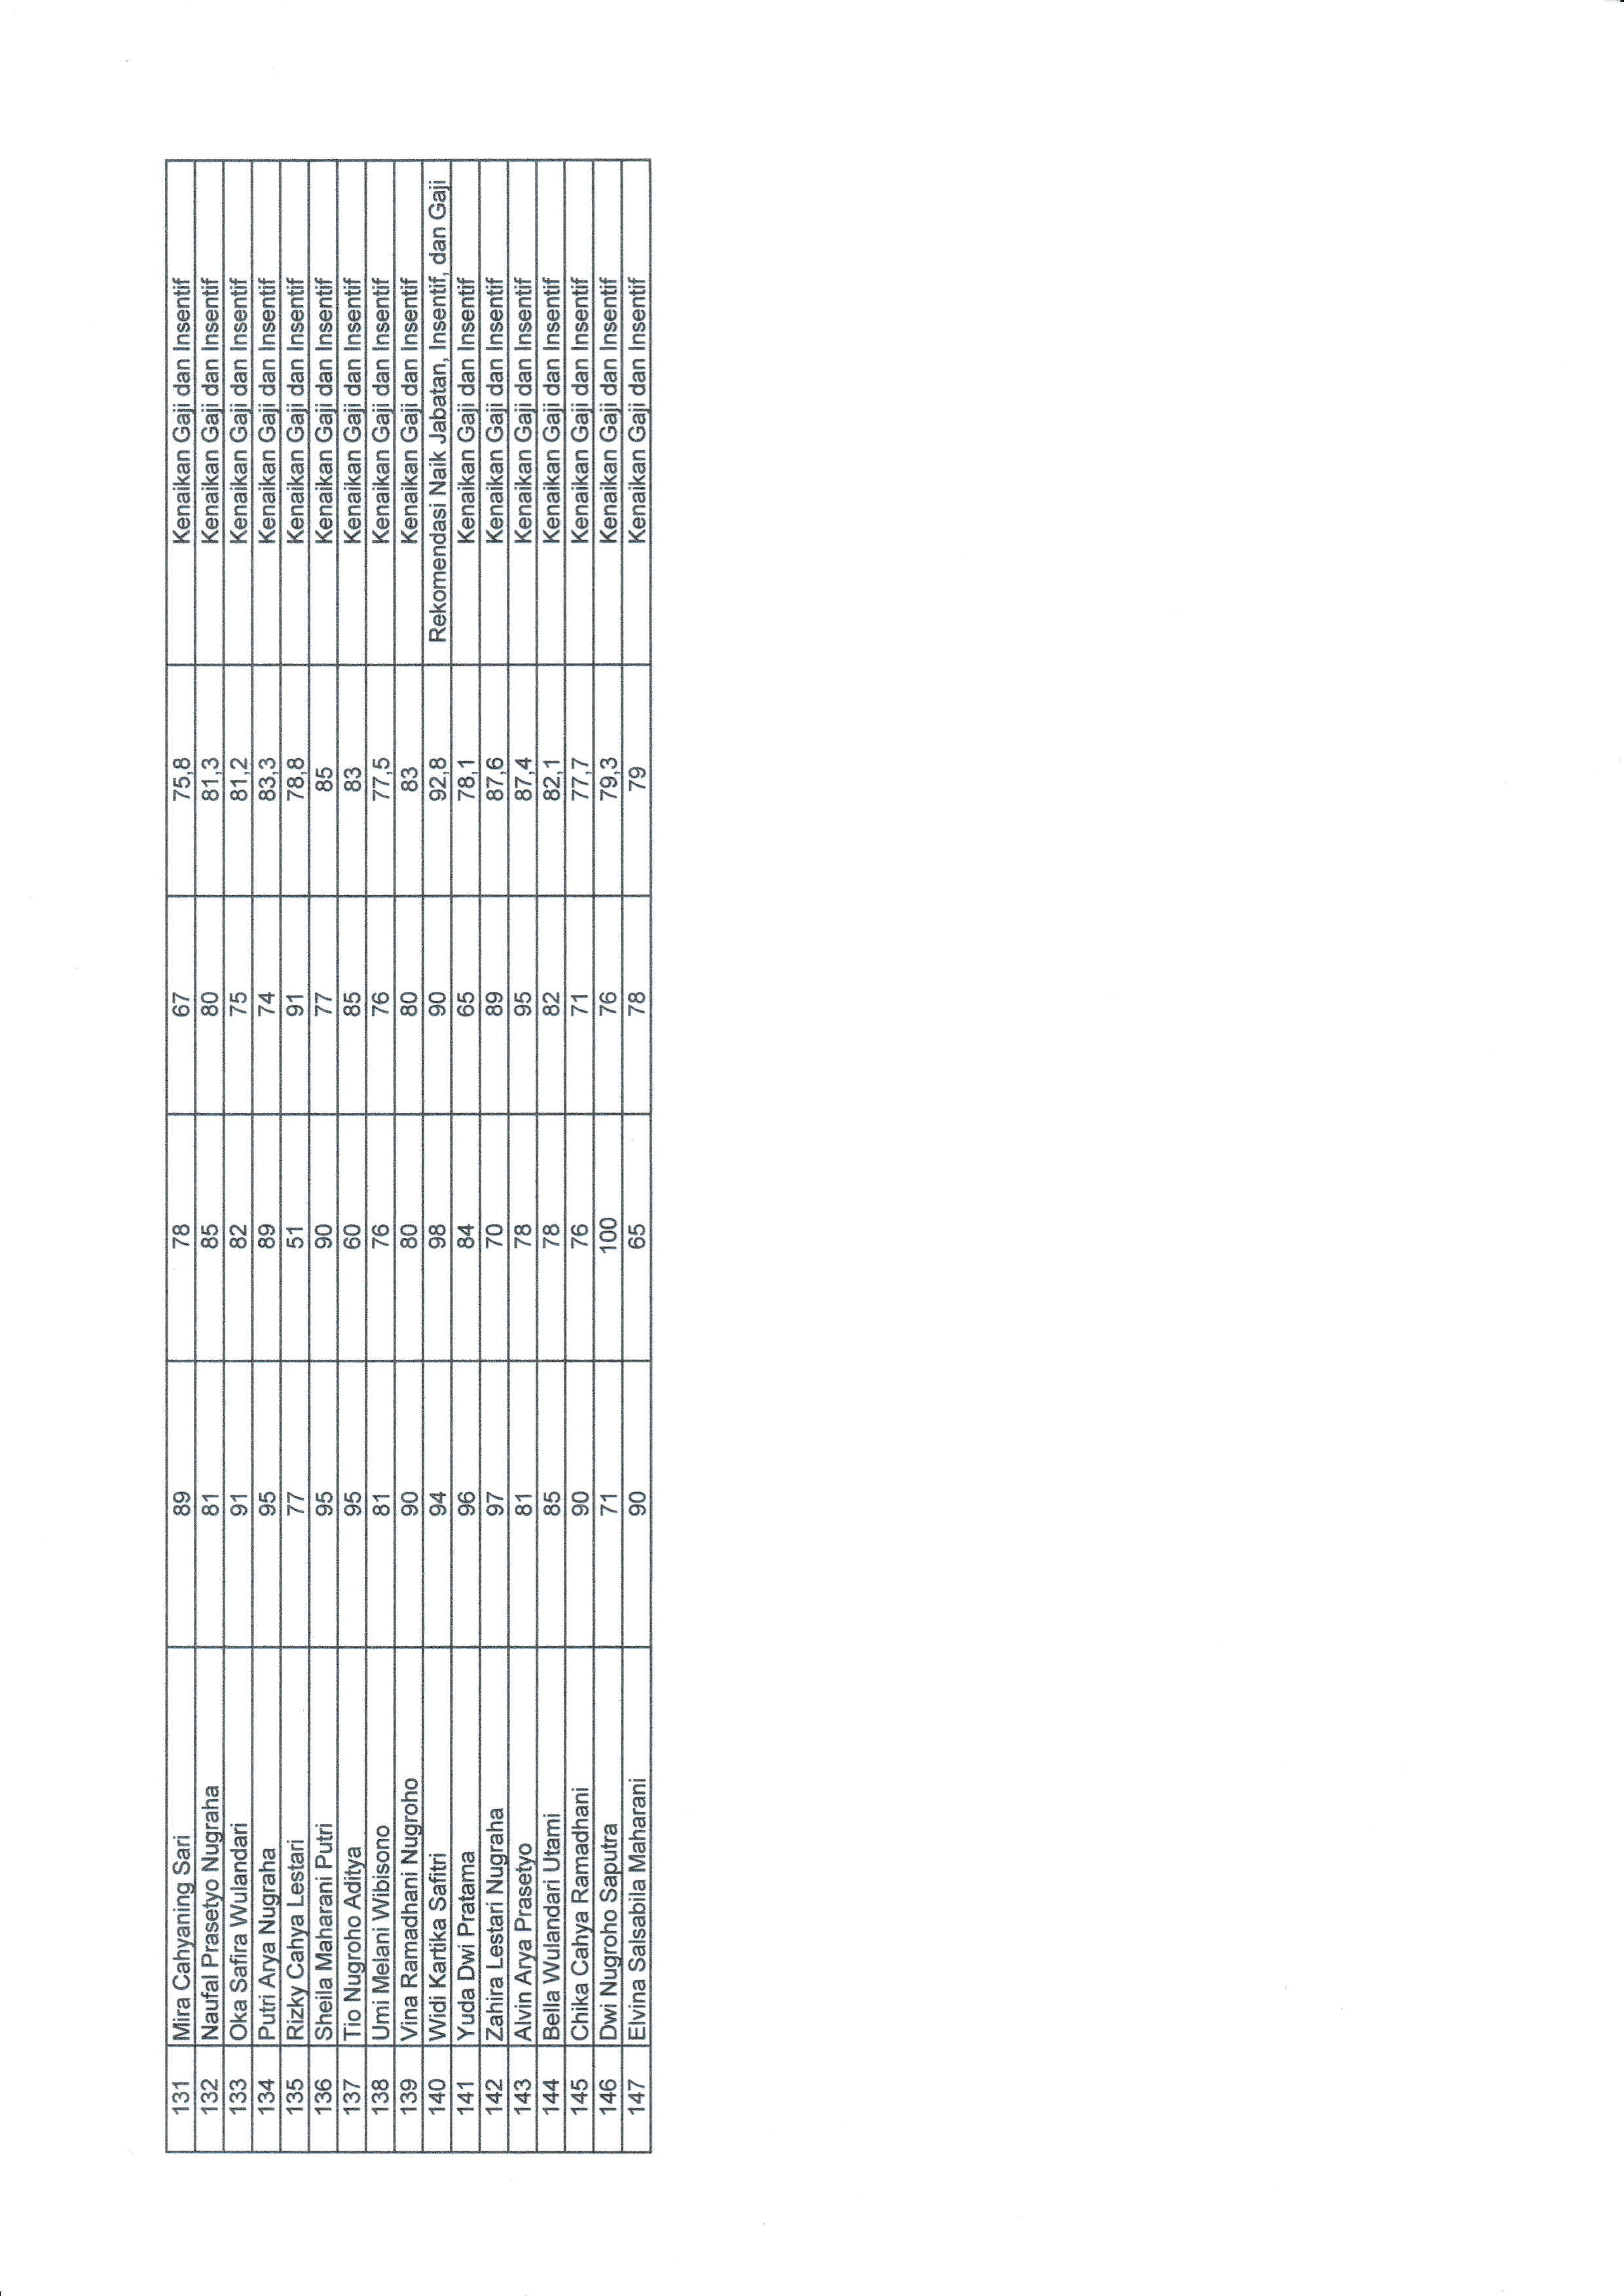 131 Mira Cahyaning Sari 89 78 67 75,8 Kenaikan Gaji dan Insentif
132 Naufal Prasetyo Nugraha 81 85 80 81,3 Kenaikan Gaji dan Insentif
133 Oka Safira Wulandari 91 82 75 81,2 Kenaikan Gaji dan Insentif
134 Putri Arya Nugraha 95 89 74 83,3 Kenaikan Gaji dan Insentif
135 Rizky Cahya Lestari 77 51 91 78,8 Kenaikan Gaji dan Insentif
136 Sheila Maharani Putri 95 90 77 85 Kenaikan Gaji dan Insentif
137 Tio Nugroho Aditya 95 60 85 83 Kenaikan Gaji dan Insentif
138 Umi Melani Wibisono 81 76 76 77,5 Kenaikan Gaji dan Insentif
139 Vina Ramadhani Nugroho 90 80 80 83 Kenaikan Gaji dan Insentif
140 Widi Kartika Safitri 94 98 90 92,8 Rekomendasi Naik Jabatan, Insentif, dan Gaji
141 Yuda Dwi Pratama 96 84 65 78,1 Kenaikan Gaji dan Insentif
142 Zahira Lestari Nugraha 97 70 89 87,6 Kenaikan Gaji dan Insentif
143 Alvin Arya Prasetyo 81 78 95 87,4 Kenaikan Gaji dan Insentif
144 Bella Wulandari Utami 85 78 82 82,1 Kenaikan Gaji dan Insentif
145 Chika Cahya Ramadhani 90 76 71 77,7 Kenaikan Gaji dan Insentif
146 Dwi Nugroho Saputra 71 100 76 79,3 Kenaikan Gaji dan Insentif
147 Elvina Salsabila Maharani 90 65 78 79 Kenaikan Gaji dan Insentif